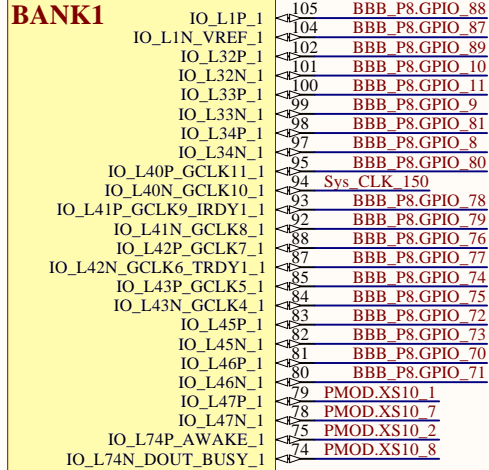 BANK1
IO_L1P_1 105 BBB_P8.GPIO_88
IO_L1N_VREF_1 104 BBB_P8.GPIO_87
IO_L32P_1 102 BBB_P8.GPIO_89
IO_L32N_1 101 BBB_P8.GPIO_10
IO_L33P_1 100 BBB_P8.GPIO_11
IO_L33N_1 99 BBB_P8.GPIO_9
IO_L34P_1 98 BBB_P8.GPIO_81
IO_L34N_1 97 BBB_P8.GPIO_8
IO_L40P_GCLK11_1 95 BBB_P8.GPIO_80
IO_L40N_GCLK10_1 94 Sys_CLK_150
IO_L41P_GCLK9_IRDY1_1 93 BBB_P8.GPIO_78
IO_L41N_GCLK8_1 92 BBB_P8.GPIO_79
IO_L42P_GCLK7_1 88 BBB_P8.GPIO_76
IO_L42N_GCLK6_TRDY1_1 87 BBB_P8.GPIO_77
IO_L43P_GCLK5_1 85 BBB_P8.GPIO_74
IO_L43N_GCLK4_1 84 BBB_P8.GPIO_75
IO_L45P_1 83 BBB_P8.GPIO_72
IO_L45N_1 82 BBB_P8.GPIO_73
IO_L46P_1 81 BBB_P8.GPIO_70
IO_L46N_1 80 BBB_P8.GPIO_71
IO_L47P_1 79 PMOD.XS10_1
IO_L47N_1 78 PMOD.XS10_7
IO_L74P_AWAKE_1 75 PMOD.XS10_2
IO_L74N_DOUT_BUSY_1 74 PMOD.XS10_8